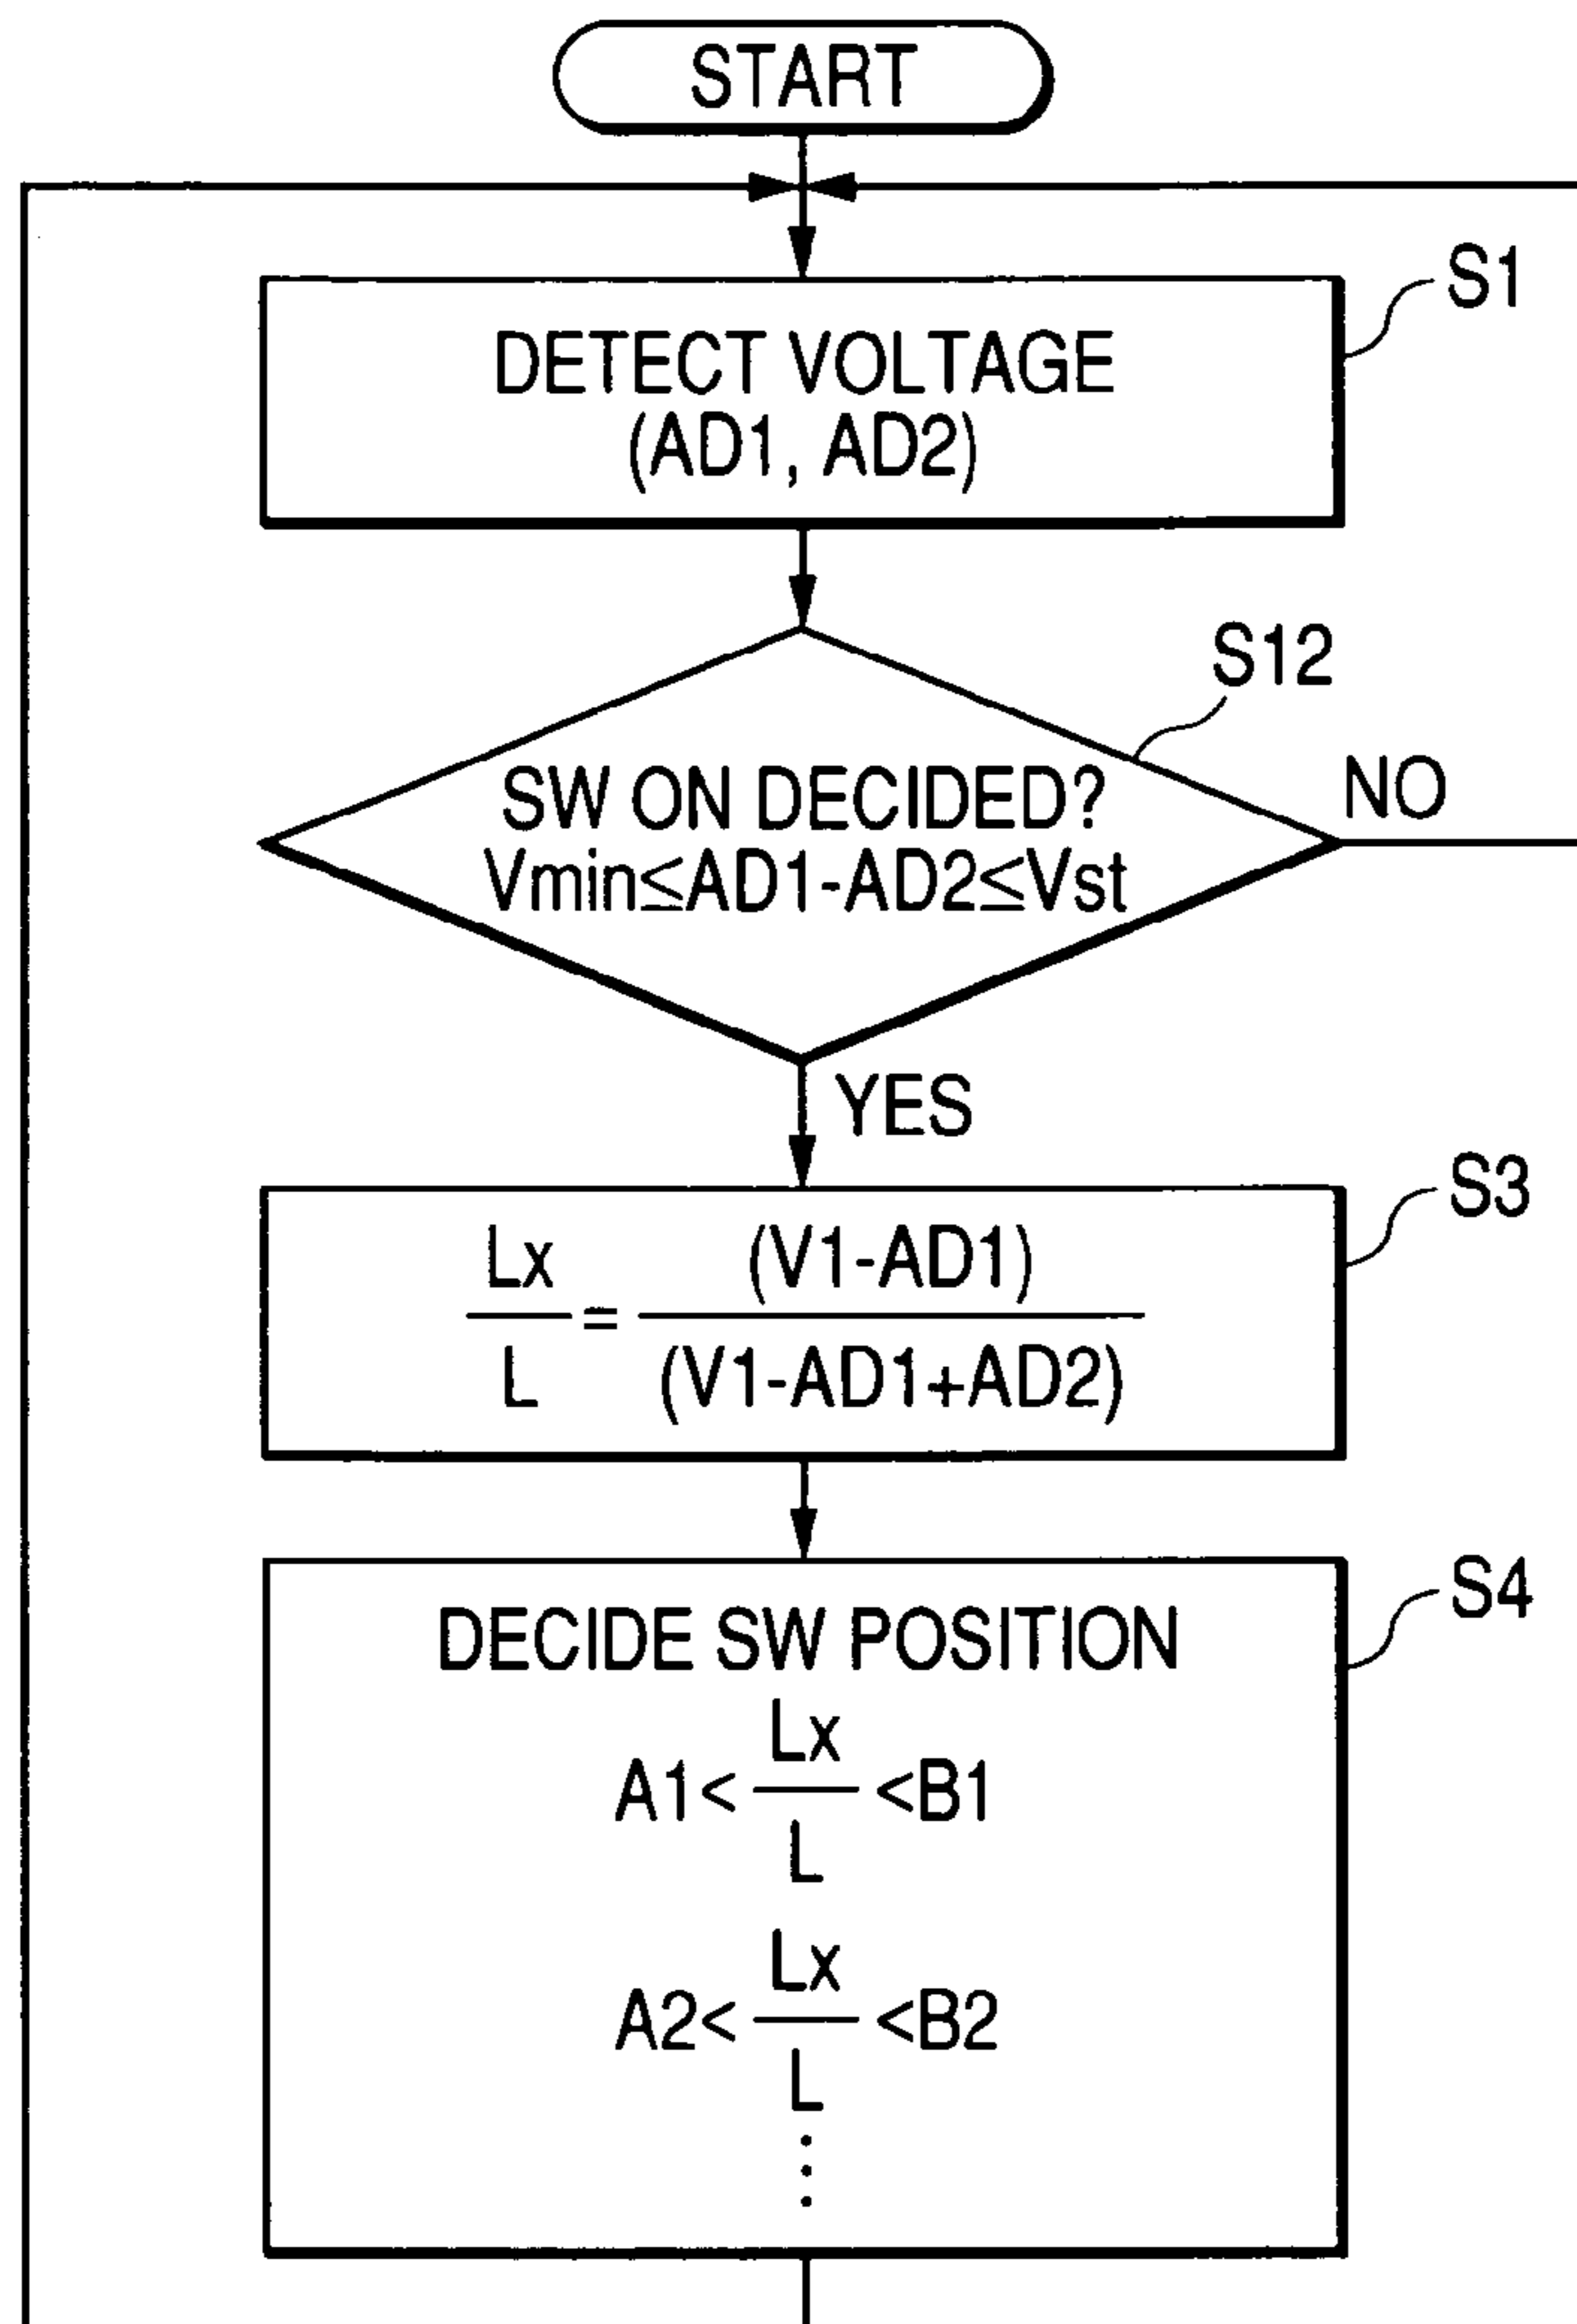 START
S1
DETECT VOLTAGE
(AD1, AD2)
S12
SW ON DECIDED?
NO
Vmin≤AD1-AD2≤Vst
YES
S3
Lx
(V1-AD1)
=
L
(V1-AD1+AD2)
S4
DECIDE SW POSITION
Lx
A1< <B1
L
Lx
A2< <B2
L
⋮